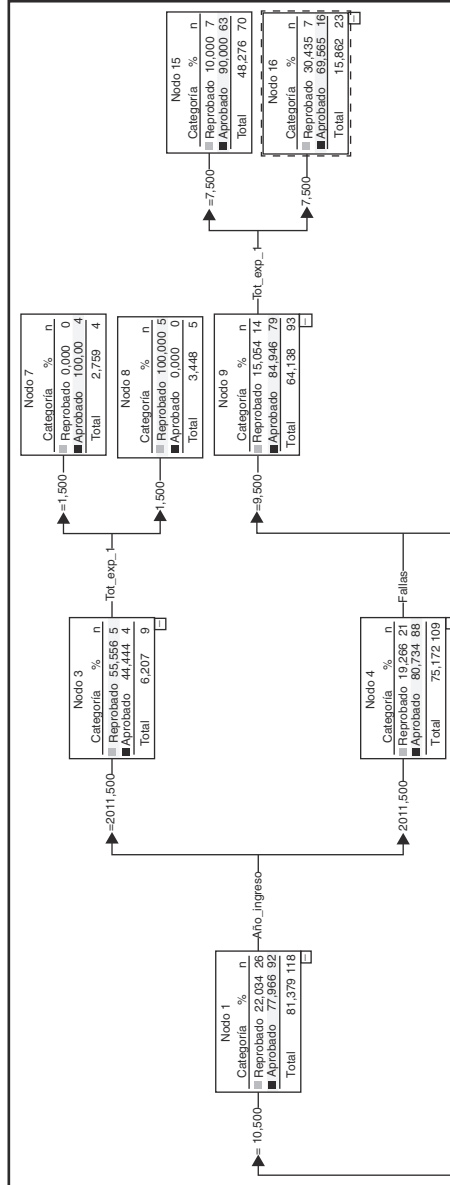 = 10,500
Nodo 1
Categoría % n
Reprobado 22,034 26
Aprobado 77,966 92
Total 81,379 118
Año_ingreso
=2011,500
Nodo 3
Categoría % n
Reprobado 55,556 5
Aprobado 44,444 4
Total 6,207 9
Tot_exp_1
=1,500
Nodo 7
Categoría % n
Reprobado 0,000 0
Aprobado 100,00 4
Total 2,759 4
1,500
Nodo 8
Categoría % n
Reprobado 100,000 5
Aprobado 0,000 0
Total 3,448 5
2011,500
Nodo 4
Categoría % n
Reprobado 19,266 21
Aprobado 80,734 88
Total 75,172 109
Fallas
=9,500
Nodo 9
Categoría % n
Reprobado 15,054 14
Aprobado 84,946 79
Total 64,138 93
Tot_exp_1
=7,500
Nodo 15
Categoría % n
Reprobado 10,000 7
Aprobado 90,000 63
Total 48,276 70
7,500
Nodo 16
Categoría % n
Reprobado 30,435 7
Aprobado 69,565 16
Total 15,862 23